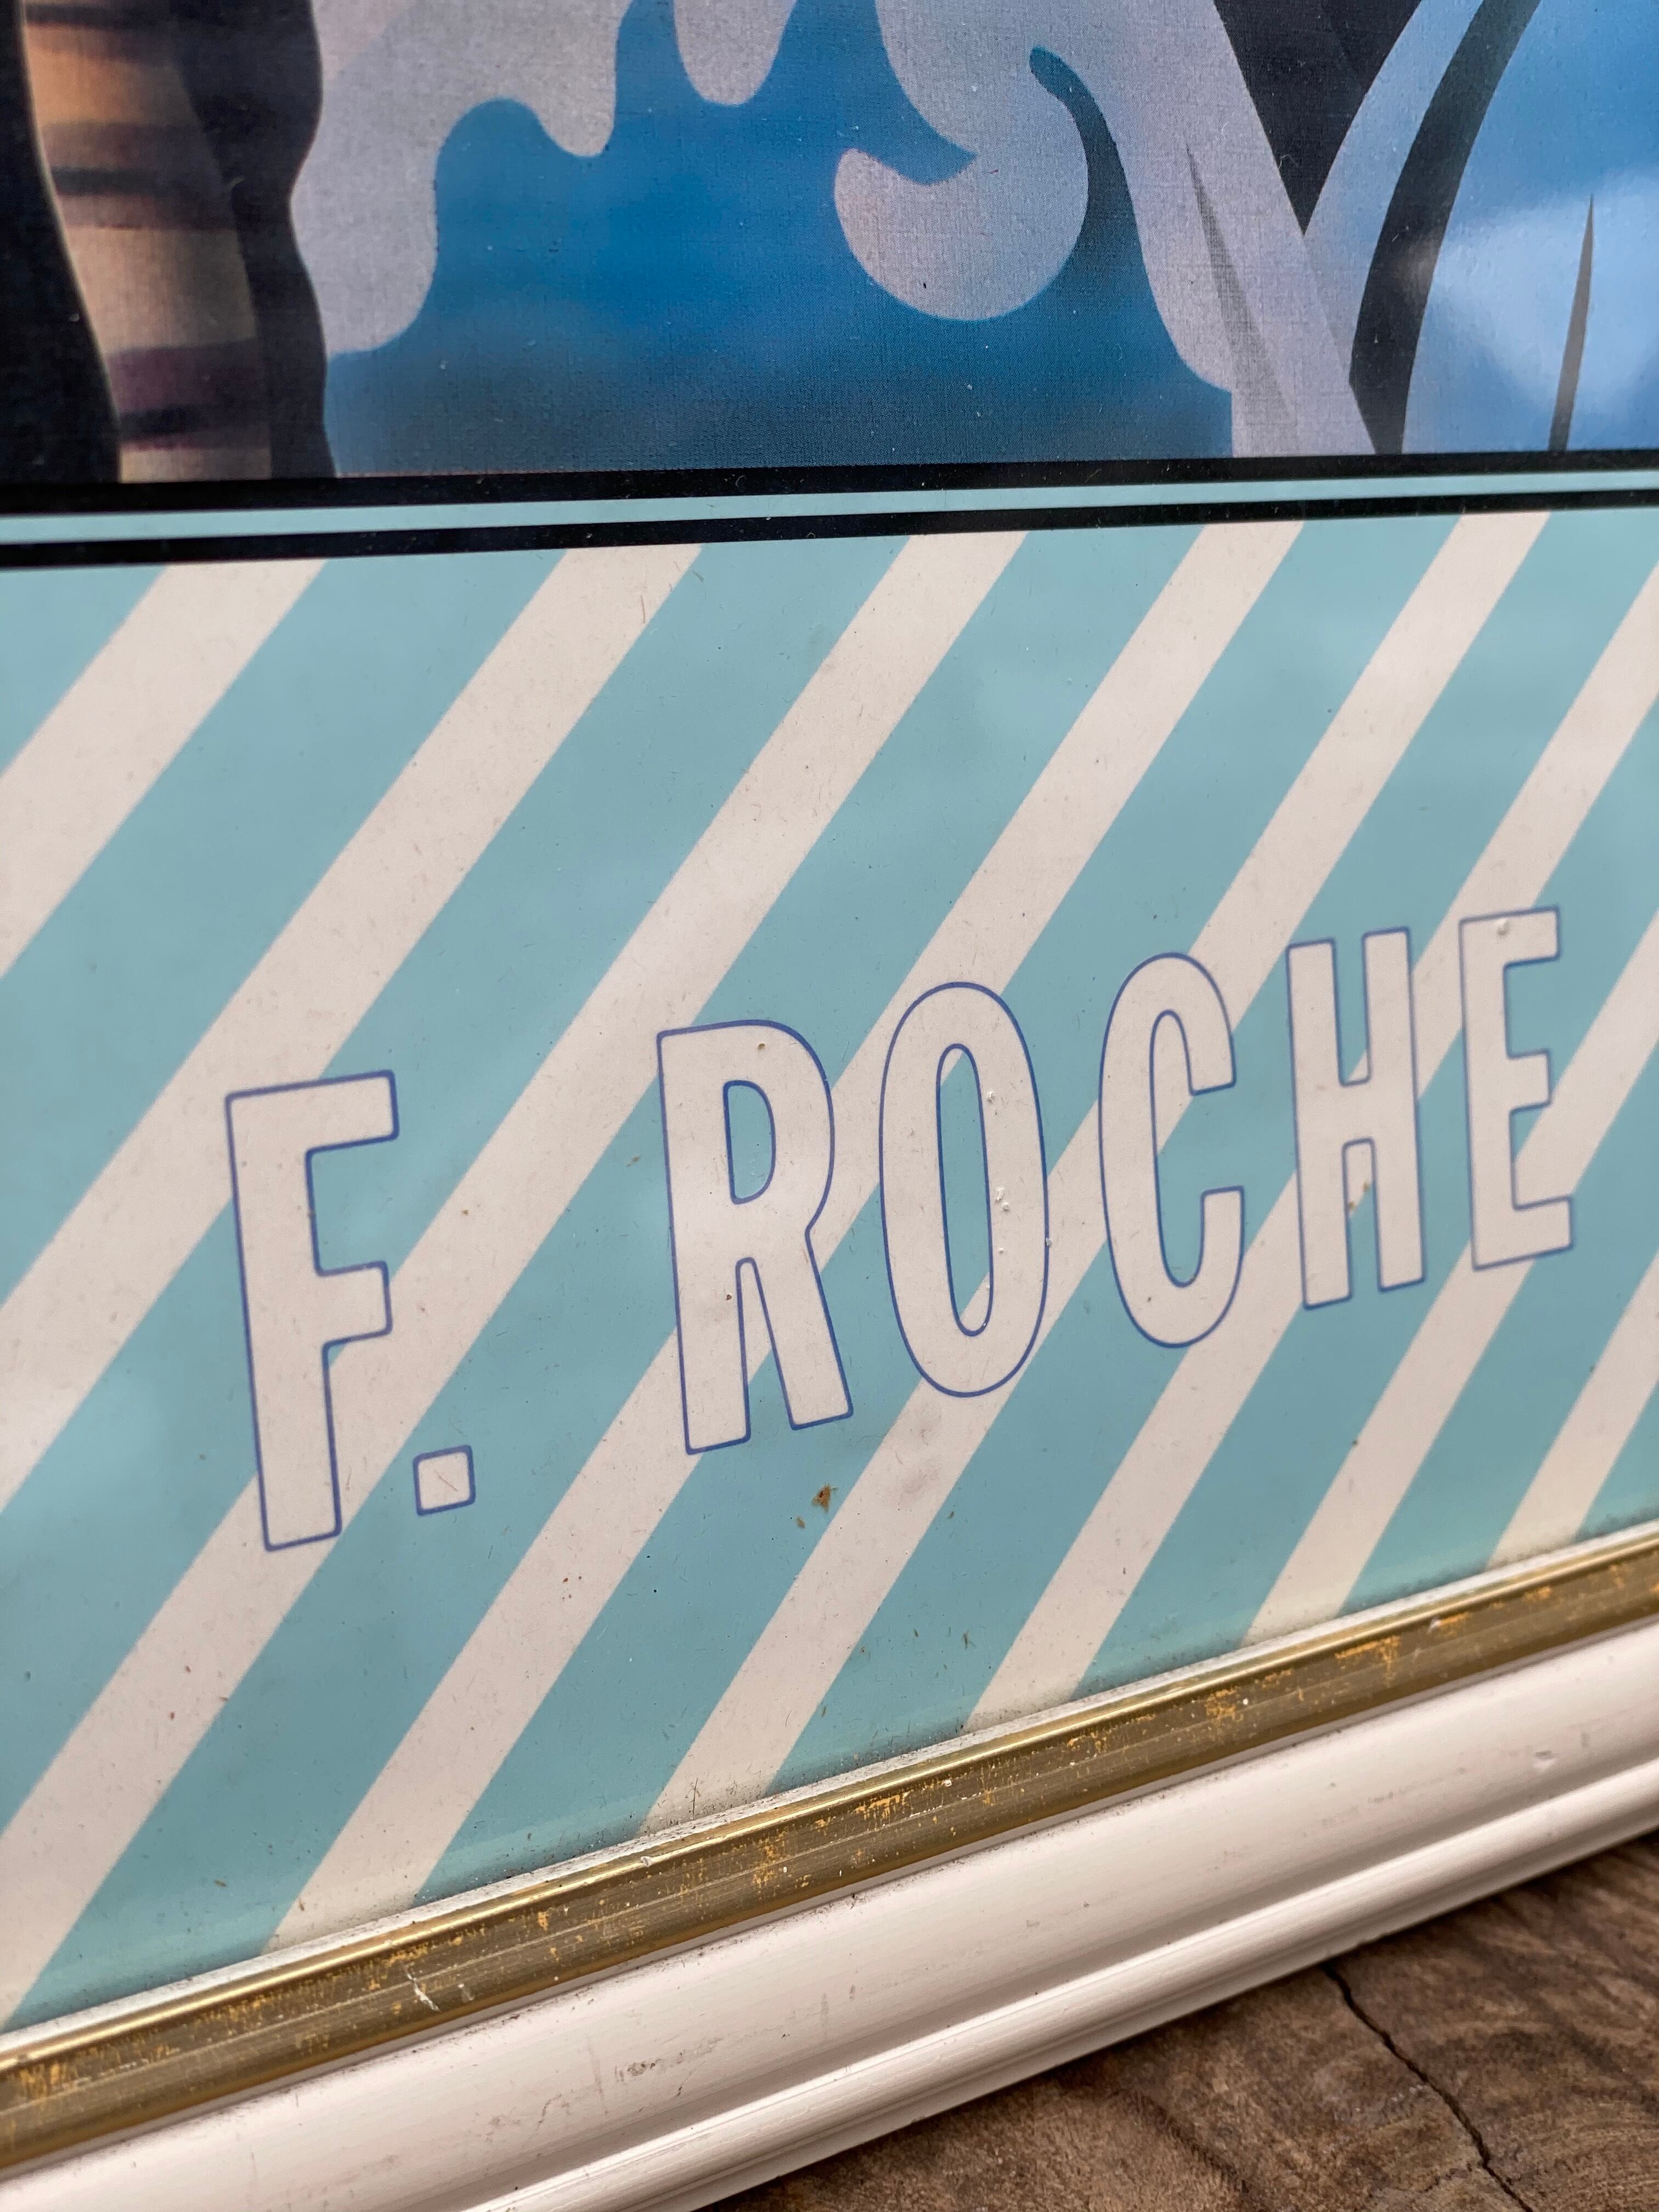 F. ROCHE